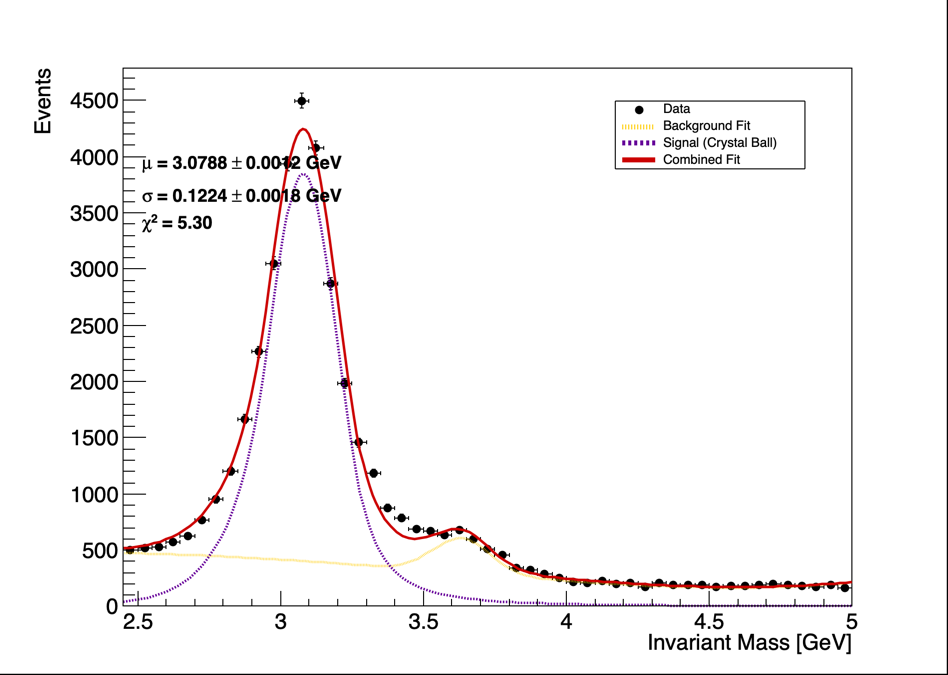 Events
4500
4000
3500
3000
2500
2000
1500
1000
500
0
μ = 3.0788 ± 0.0012 GeV
σ = 0.1224 ± 0.0018 GeV
χ² = 5.30
Data
Background Fit
Signal (Crystal Ball)
Combined Fit
2.5 3 3.5 4 4.5 5
Invariant Mass [GeV]